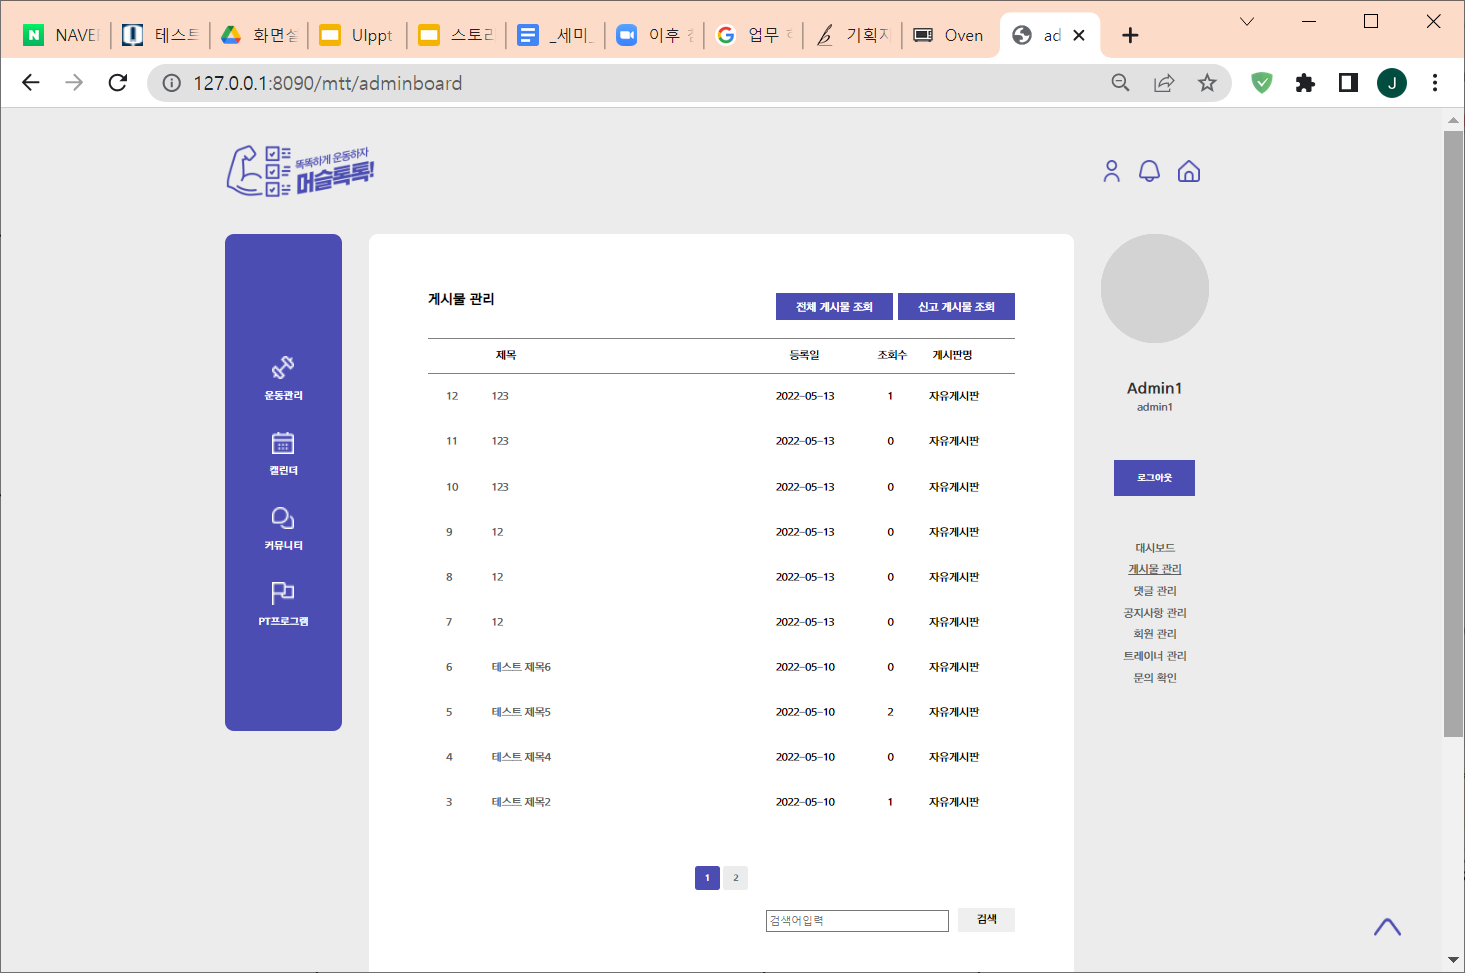 NAVE
테스트
화면설
UIppt
스토리
_세미_
이후
업무
기획자
Oven
ad
127.0.0.1:8090/mtt/adminboard
J
똑똑하게 운동하자
머슬톡톡!
운동관리
캘린더
커뮤니티
PT프로그램
게시물 관리
전체 게시물 조회 신고 게시물 조회
제목 등록일 조회수 게시판명
12 123 2022-05-13 1 자유게시판
11 123 2022-05-13 0 자유게시판
10 123 2022-05-13 0 자유게시판
9 12 2022-05-13 0 자유게시판
8 12 2022-05-13 0 자유게시판
7 12 2022-05-13 0 자유게시판
6 테스트 제목6 2022-05-10 0 자유게시판
5 테스트 제목5 2022-05-10 2 자유게시판
4 테스트 제목4 2022-05-10 0 자유게시판
3 테스트 제목2 2022-05-10 1 자유게시판
1 2
검색어입력 검색
Admin1
admin1
로그아웃
대시보드
게시물 관리
댓글 관리
공지사항 관리
회원 관리
트레이너 관리
문의 확인